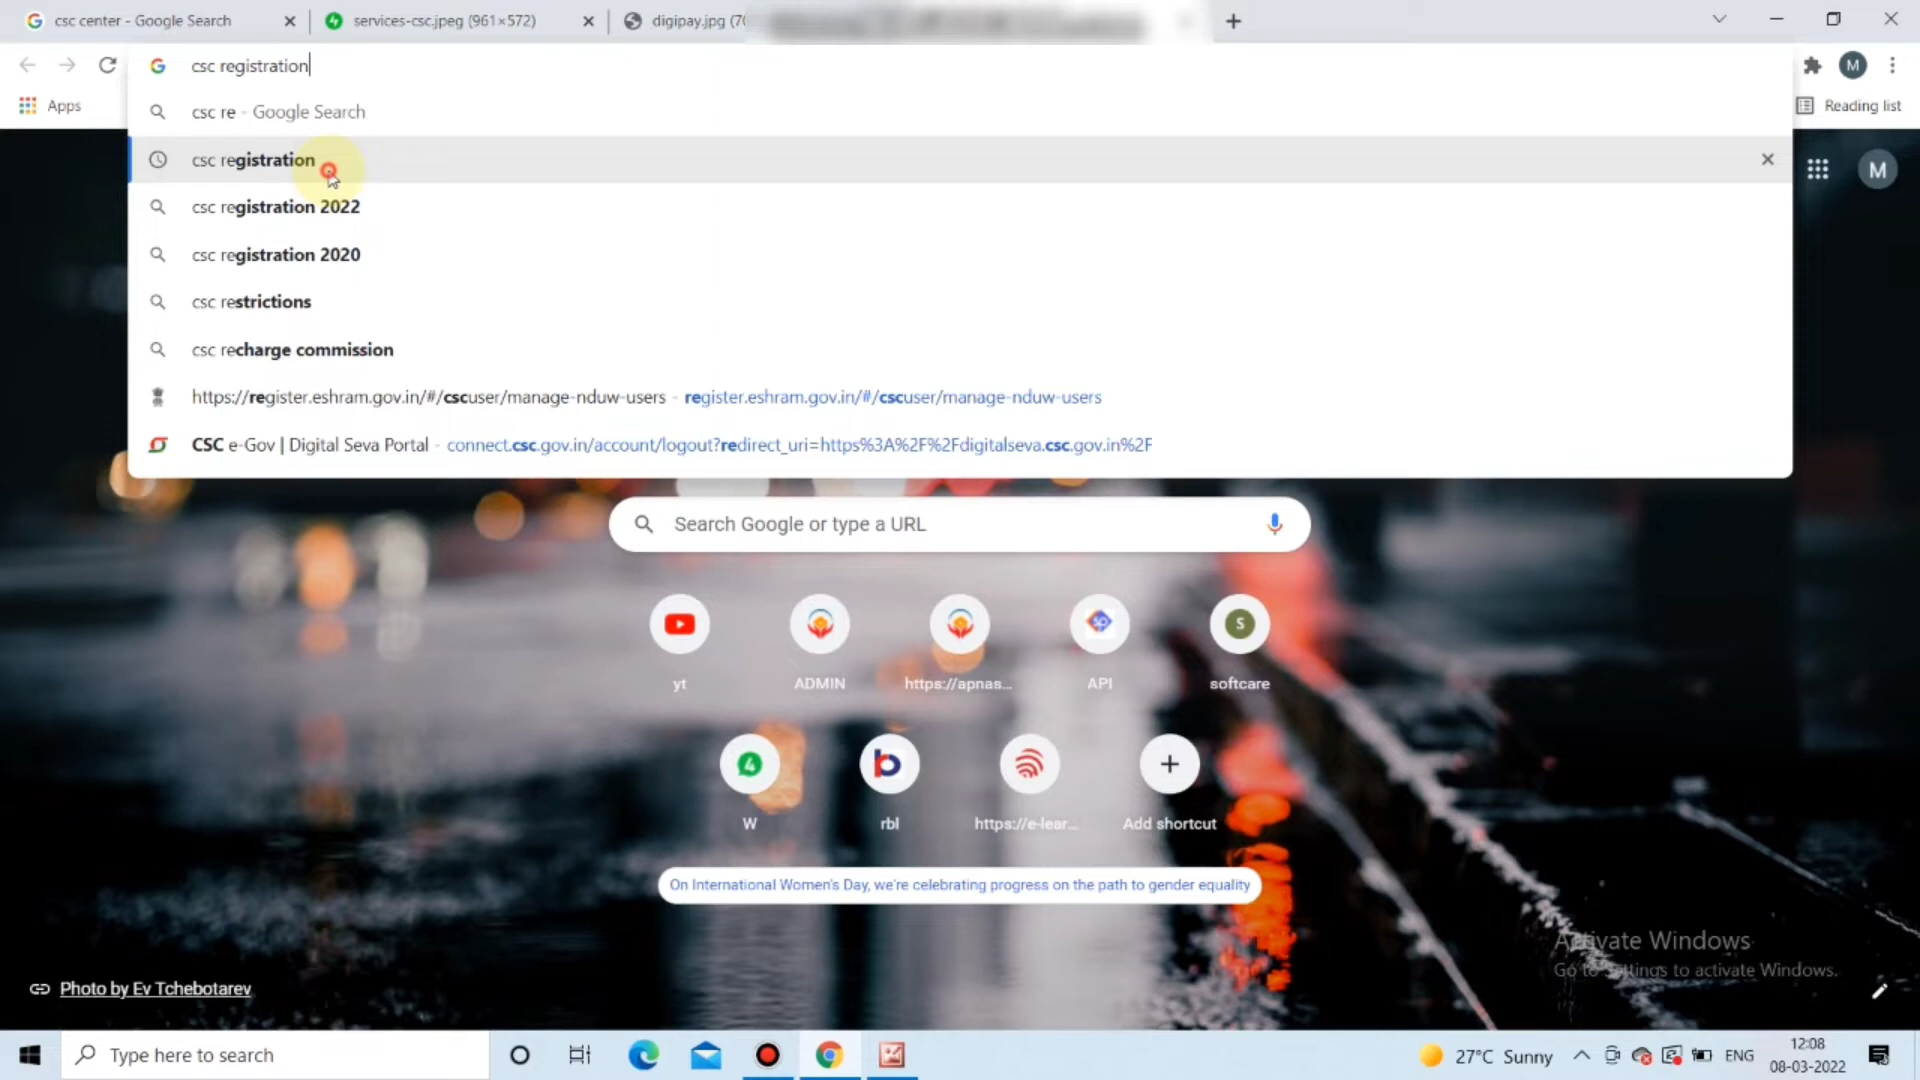 csc center - Google Search
services-csc.jpeg (961×572)
digipay.jpg (70
csc registration
Apps
Reading list
csc re - Google Search
csc registration
M
csc registration 2022
csc registration 2020
csc restrictions
csc recharge commission
https://register.eshram.gov.in/#/cscuser/manage-nduw-users - register.eshram.gov.in/#/cscuser/manage-nduw-users
CSC e-Gov | Digital Seva Portal - connect.csc.gov.in/account/logout?redirect_uri=https%3A%2F%2Fdigitalseva.csc.gov.in%2F
M
Search Google or type a URL
S
yt
ADMIN
https://apnas...
API
softcare
W
rbl
https://e-lear...
Add shortcut
On International Women's Day, we're celebrating progress on the path to gender equality
Activate Windows
Go to Settings to activate Windows.
Photo by Ev Tchebotarev
Type here to search
27°C Sunny
ENG
12:08
08-03-2022